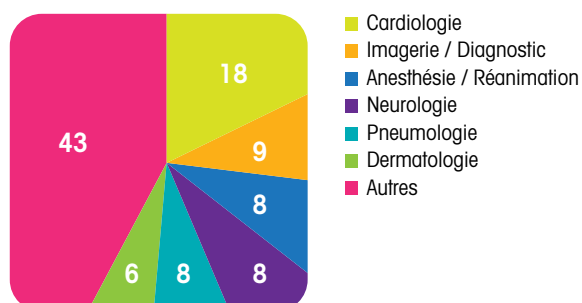 18
9
8
8
8
6
43
Cardiologie
Imagerie / Diagnostic
Anesthésie / Réanimation
Neurologie
Pneumologie
Dermatologie
Autres